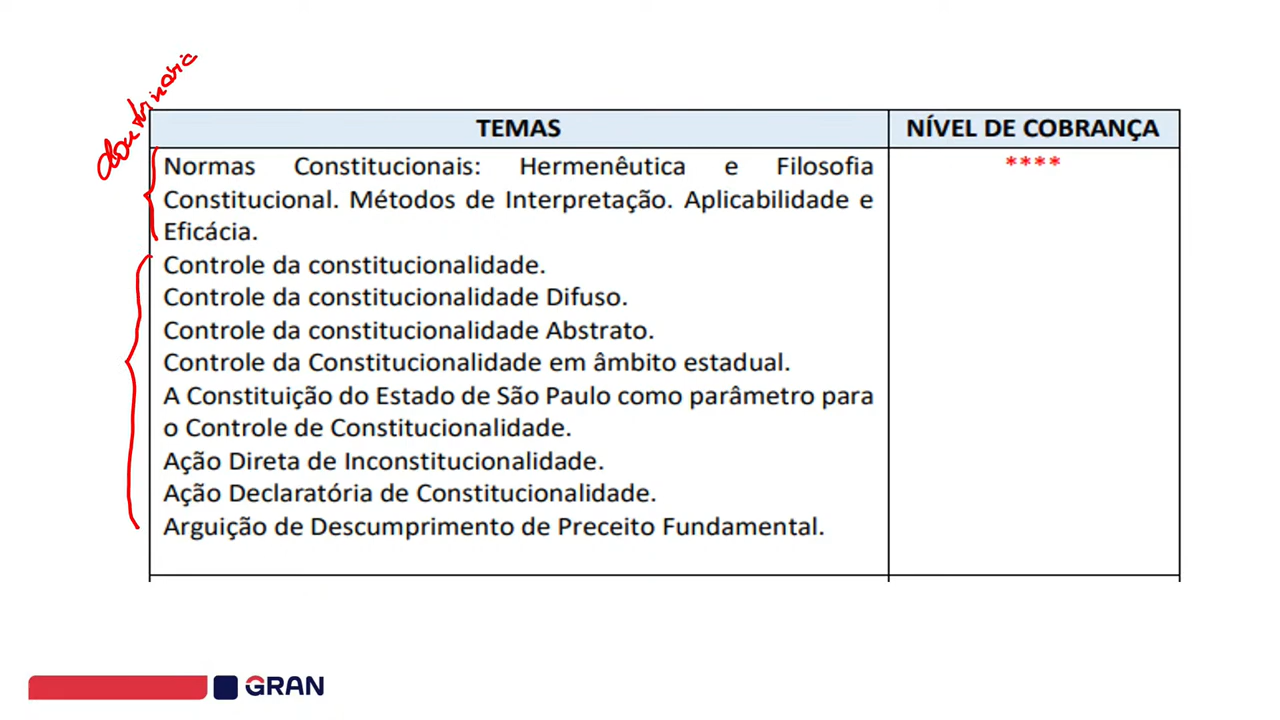 doutrinária
TEMAS
NÍVEL DE COBRANÇA
Normas Constitucionais: Hermenêutica e Filosofia
****
Constitucional. Métodos de Interpretação. Aplicabilidade e
Eficácia.
Controle da constitucionalidade.
Controle da constitucionalidade Difuso.
Controle da constitucionalidade Abstrato.
Controle da Constitucionalidade em âmbito estadual.
A Constituição do Estado de São Paulo como parâmetro para
o Controle de Constitucionalidade.
Ação Direta de Inconstitucionalidade.
Ação Declaratória de Constitucionalidade.
Arguição de Descumprimento de Preceito Fundamental.
GRAN